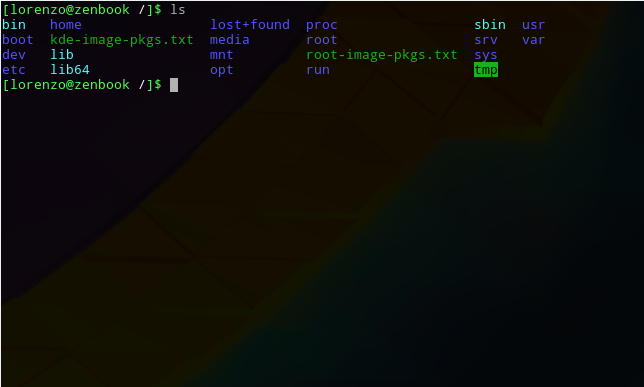 [lorenzo@zenbook /]$ ls
bin   home                lost+found  proc                sbin  usr
boot  kde-image-pkgs.txt  media       root                srv   var
dev   lib                 mnt         root-image-pkgs.txt  sys
etc   lib64               opt         run                 tmp
[lorenzo@zenbook /]$